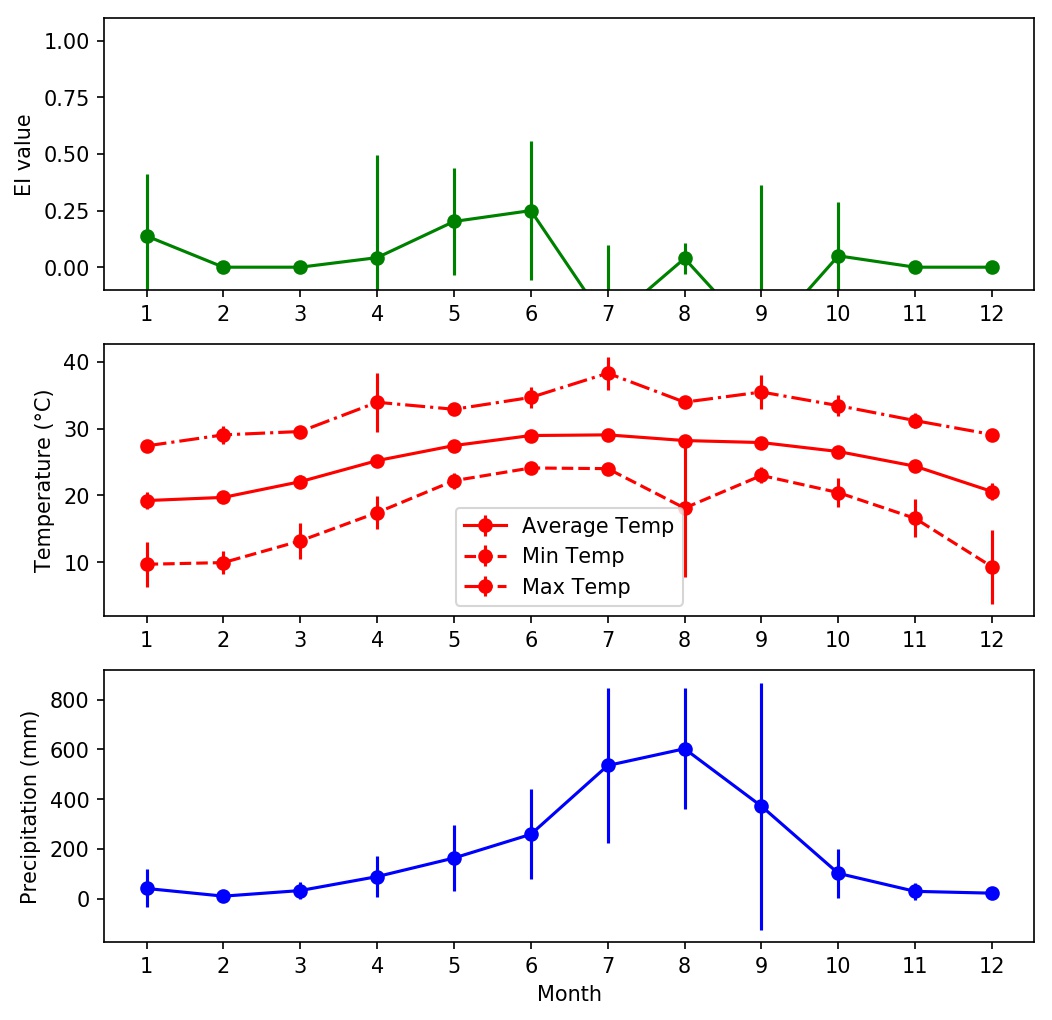 EI value
1.00
0.75
0.50
0.25
0.00
1 2 3 4 5 6 7 8 9 10 11 12
Temperature (°C)
40
30
20
10
Average Temp
Min Temp
Max Temp
1 2 3 4 5 6 7 8 9 10 11 12
Precipitation (mm)
800
600
400
200
0
1 2 3 4 5 6 7 8 9 10 11 12
Month